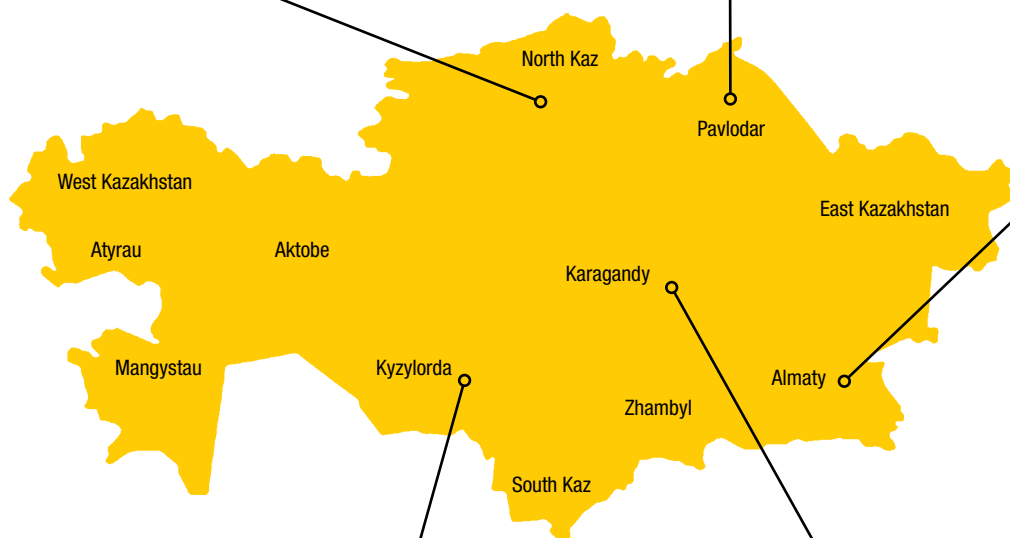 North Kaz
Pavlodar
West Kazakhstan
East Kazakhstan
Atyrau
Aktobe
Karagandy
Mangystau
Kyzylorda
Almaty
Zhambyl
South Kaz